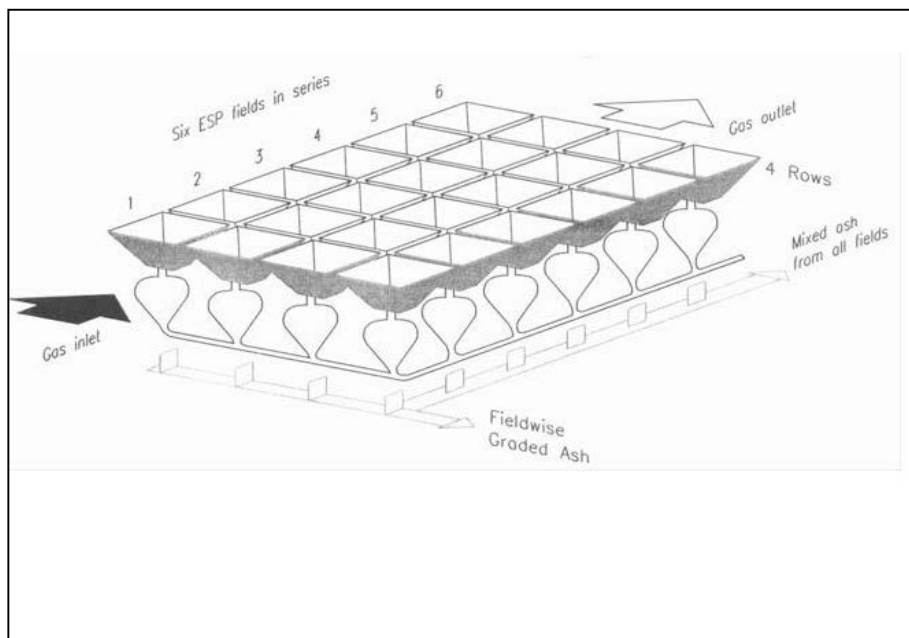 Six ESP fields in series
1
2
3
4
5
6
Gas outlet
4 Rows
Mixed ash
from all fields
Gas inlet
Fieldwise
Graded Ash